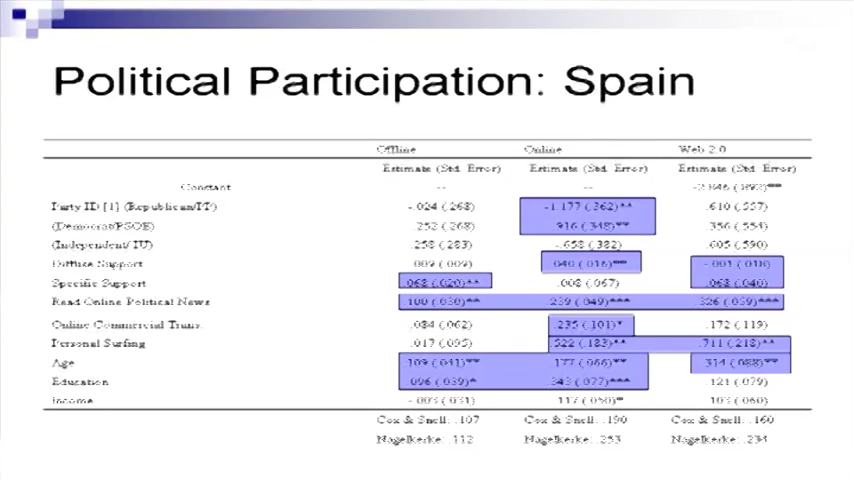 Political Participation: Spain
Offline Online Web 2.0
Estimate (Std. Error) Estimate (Std. Error) Estimate (Std. Error)
Constant -- --
Party ID [1] (Republican/PP) -.024 (.268) -1.177 (.362)** -.610 (.557)
(Democrat/PSOE) .252 (.268) .916 (.348)** .356 (.554)
(Independent/ IU) .258 (.283) -.658 (.382) .605 (.590)
Diffuse Support .009 (.009) .040 (.016)** -.001 (.018)
Specific Support .068 (.020)** .008 (.067) .068 (.040)
Read Online Political News .100 (.030)** .239 (.049)*** .326 (.059)***
Online Commercial Trans. .084 (.062) .235 (.101)* .172 (.119)
Personal Surfing .017 (.095) .522 (.183)** .711 (.218)**
Age .109 (.041)** .177 (.066)** .314 (.088)**
Education .096 (.039)* .343 (.077)*** .121 (.079)
Income
Cox & Snell: .107 Cox & Snell: .190 Cox & Snell: .160
Nagelkerke: .112 Nagelkerke: .253 Nagelkerke: .234